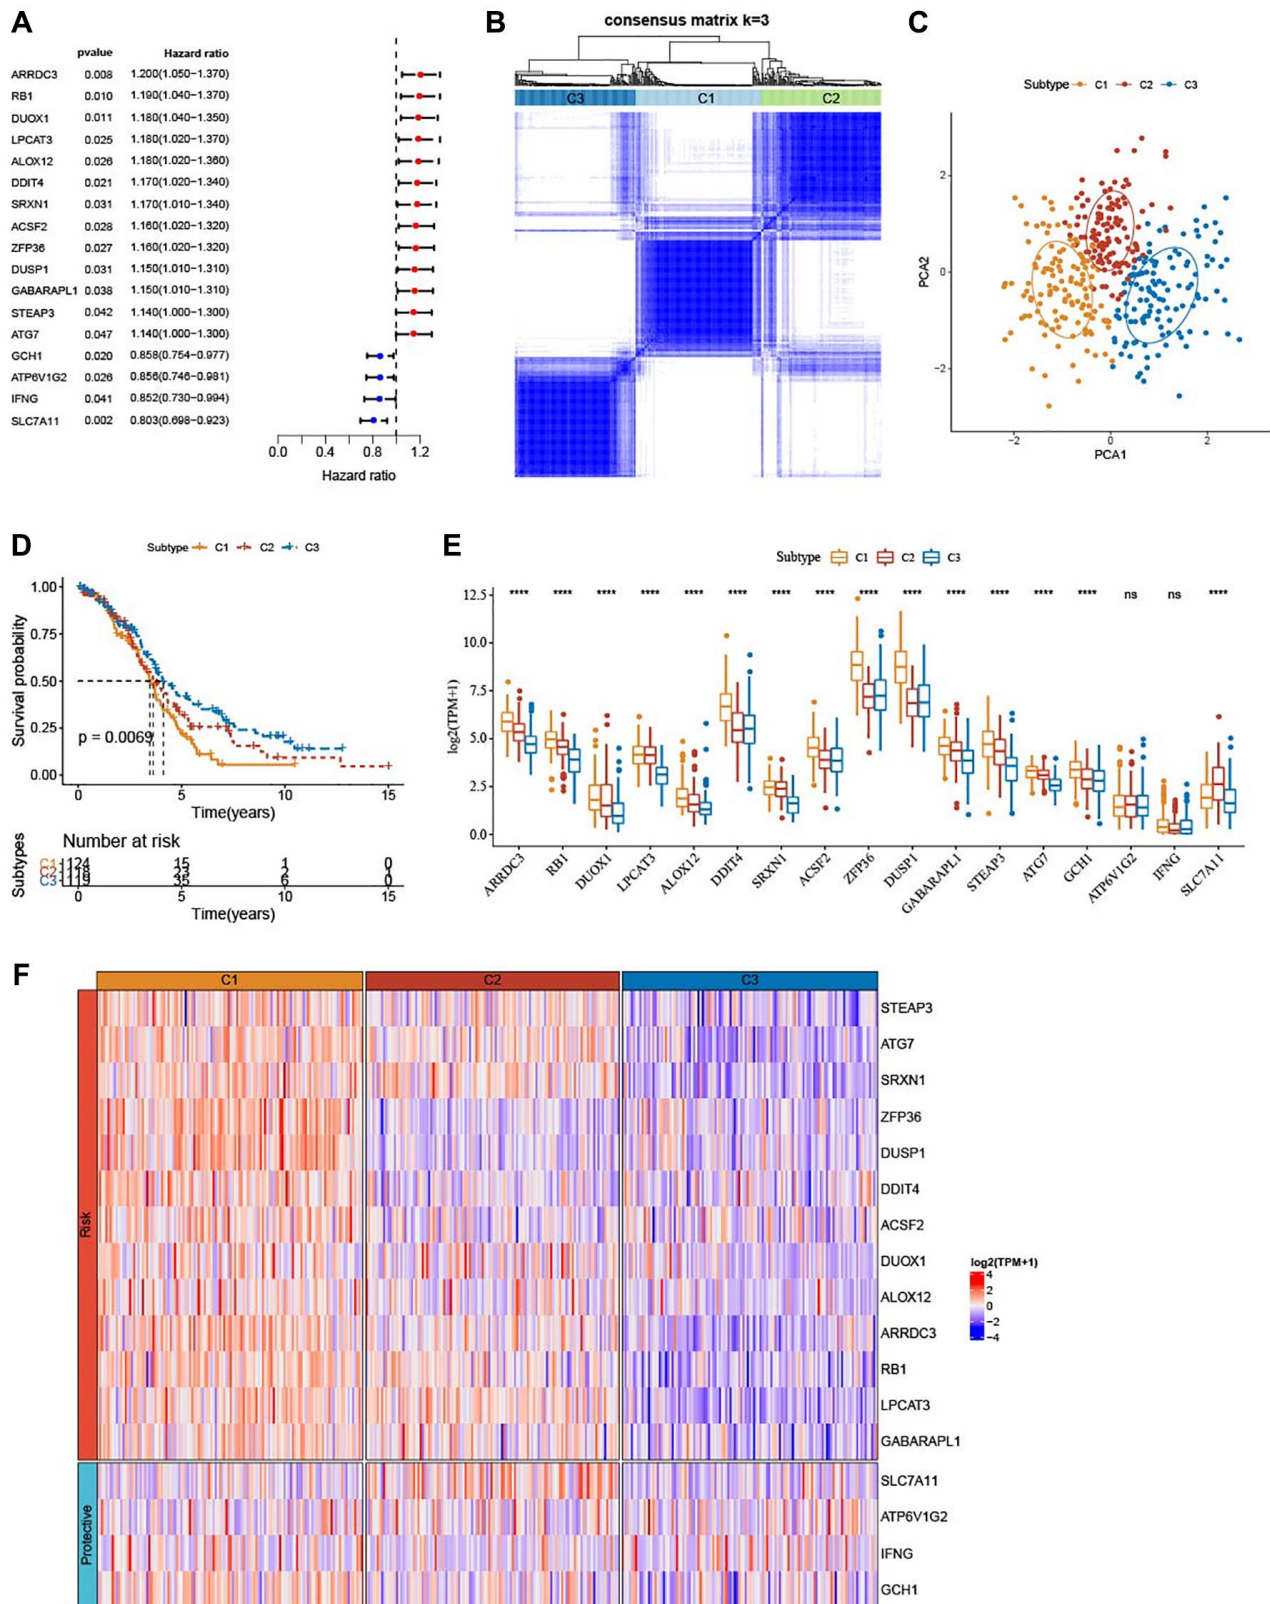 A
pvalue Hazard ratio
ARRDC3 0.008 1.200(1.050−1.370)
RB1 0.010 1.190(1.040−1.370)
DUOX1 0.011 1.180(1.040−1.350)
LPCAT3 0.025 1.180(1.020−1.370)
ALOX12 0.026 1.180(1.020−1.360)
DDIT4 0.021 1.170(1.020−1.340)
SRXN1 0.031 1.170(1.010−1.340)
ACSF2 0.028 1.160(1.020−1.320)
ZFP36 0.027 1.160(1.020−1.320)
DUSP1 0.031 1.150(1.010−1.310)
GABARAPL1 0.038 1.150(1.010−1.310)
STEAP3 0.042 1.140(1.000−1.300)
ATG7 0.047 1.140(1.000−1.300)
GCH1 0.020 0.858(0.754−0.977)
ATP6V1G2 0.026 0.856(0.746−0.981)
IFNG 0.041 0.852(0.730−0.994)
SLC7A11 0.002 0.803(0.698−0.923)
0.0 0.4 0.8 1.2
Hazard ratio
B
consensus matrix k=3
C3 C1 C2
C
Subtype C1 C2 C3
2
0
−2
PCA2
−2 0 2
PCA1
D
Subtype C1 C2 C3
1.00
0.75
0.50
0.25
0.00
Survival probability
p = 0.0069
0 5 10 15
Time(years)
Number at risk
Subtypes
C1 124 15 1 0
C2 178 23 2 1
C3 119 35 6 0
0 5 10 15
Time(years)
E
Subtype C1 C2 C3
12.5
10.0
7.5
5.0
2.5
0.0
log2(TPM+1)
**** **** **** **** **** **** **** **** **** **** **** **** **** **** ns ns ****
ARRDC3 RB1 DUOX1 LPCAT3 ALOX12 DDIT4 SRXN1 ACSF2 ZFP36 DUSP1 GABARAPL1 STEAP3 ATG7 GCH1 ATP6V1G2 IFNG SLC7A11
F
C1 C2 C3
Risk
STEAP3
ATG7
SRXN1
ZFP36
DUSP1
DDIT4
ACSF2
DUOX1
ALOX12
ARRDC3
RB1
LPCAT3
GABARAPL1
Protective
SLC7A11
ATP6V1G2
IFNG
GCH1
log2(TPM+1)
4
2
0
−2
−4